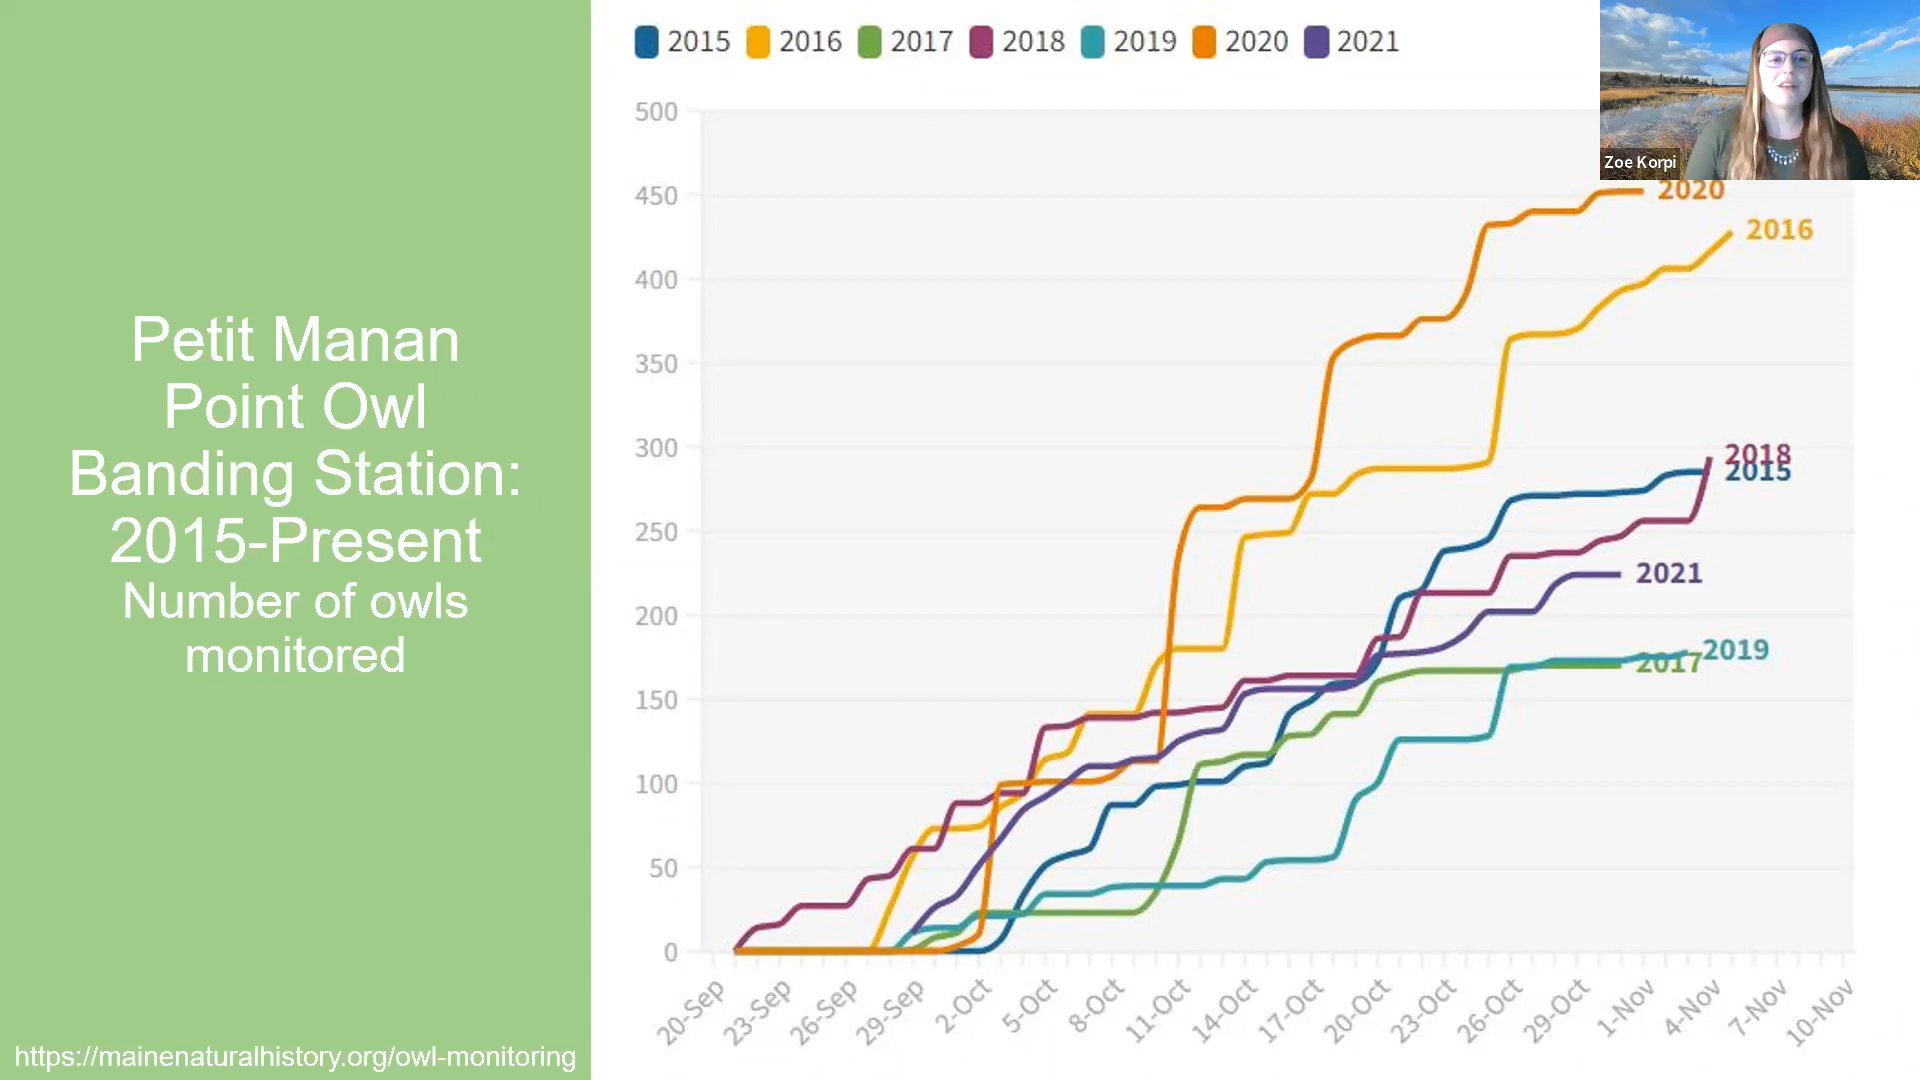 2015 2016 2017 2018 2019 2020 2021
Zoe Korpi
Petit Manan
Point Owl
Banding Station:
2015-Present
Number of owls
monitored
https://mainenaturalhistory.org/owl-monitoring
500
450
400
350
300
250
200
150
100
50
0
2020
2016
2018
2015
2021
2019
2017
20-Sep 23-Sep 26-Sep 29-Sep 2-Oct 5-Oct 8-Oct 11-Oct 14-Oct 17-Oct 20-Oct 23-Oct 26-Oct 29-Oct 1-Nov 4-Nov 7-Nov 10-Nov